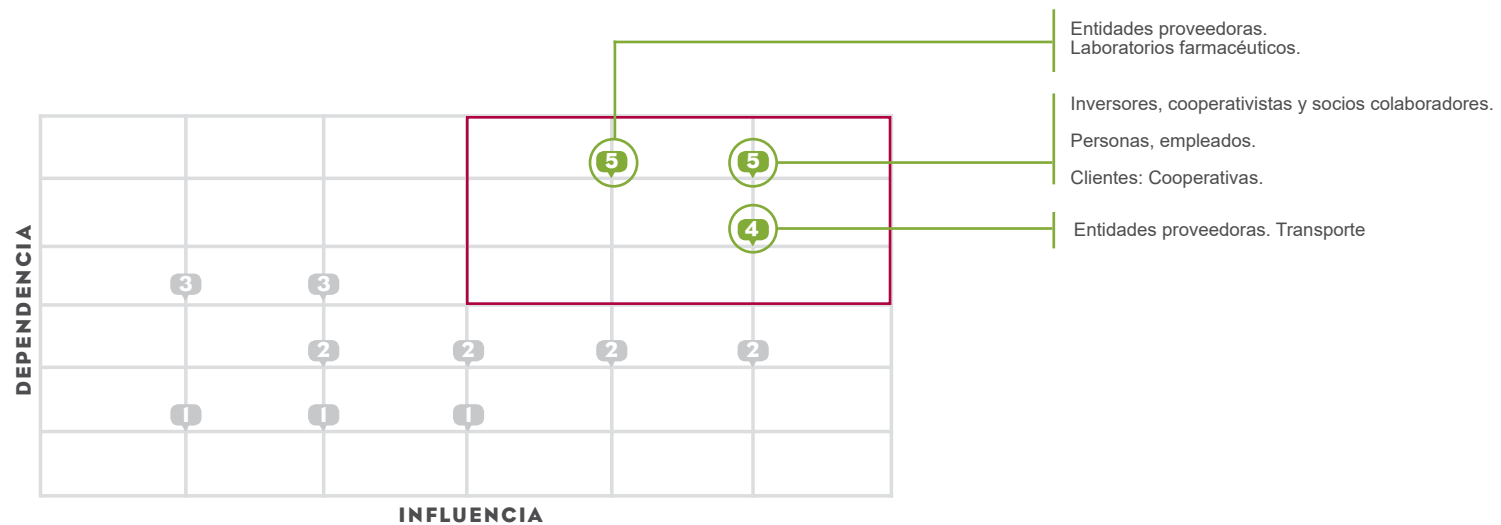 Entidades proveedoras.
Laboratorios farmacéuticos.
Inversores, cooperativistas y socios colaboradores.
Personas, empleados.
Clientes: Cooperativas.
Entidades proveedoras. Transporte
5 5
4
3 3
2 2 2 2
1 1 1
DEPENDENCIA
INFLUENCIA